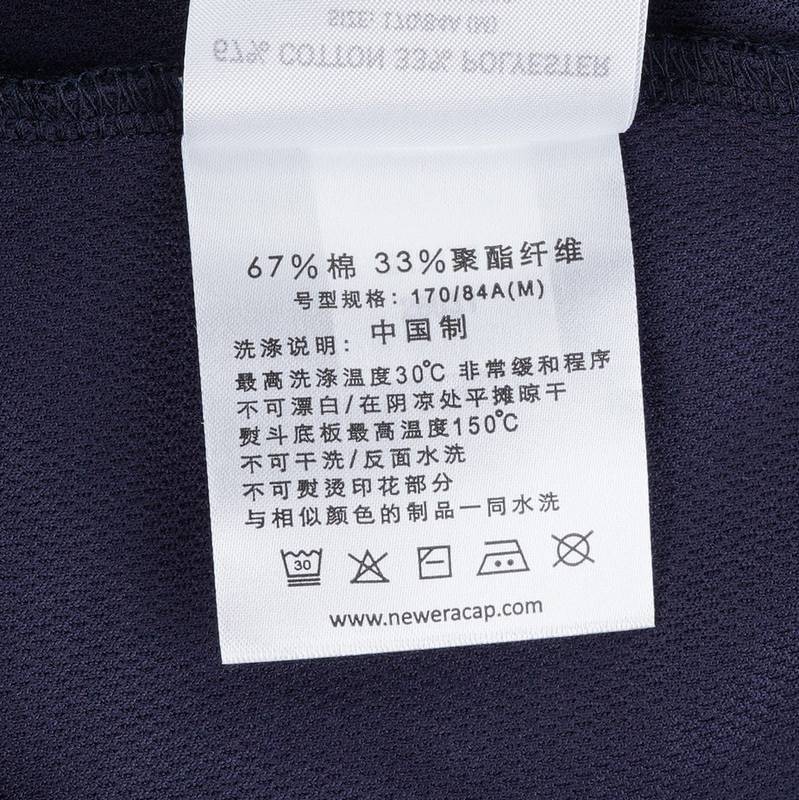 SIZE: 170/84A (M)
67% COTTON 33% POLYESTER
67%棉 33%聚酯纤维
号型规格: 170/84A(M)
中国制
洗涤说明:
最高洗涤温度30℃ 非常缓和程序
不可漂白/在阴凉处平摊晾干
熨斗底板最高温度150℃
不可干洗/反面水洗
不可熨烫印花部分
与相似颜色的制品一同水洗
30
www.neweracap.com